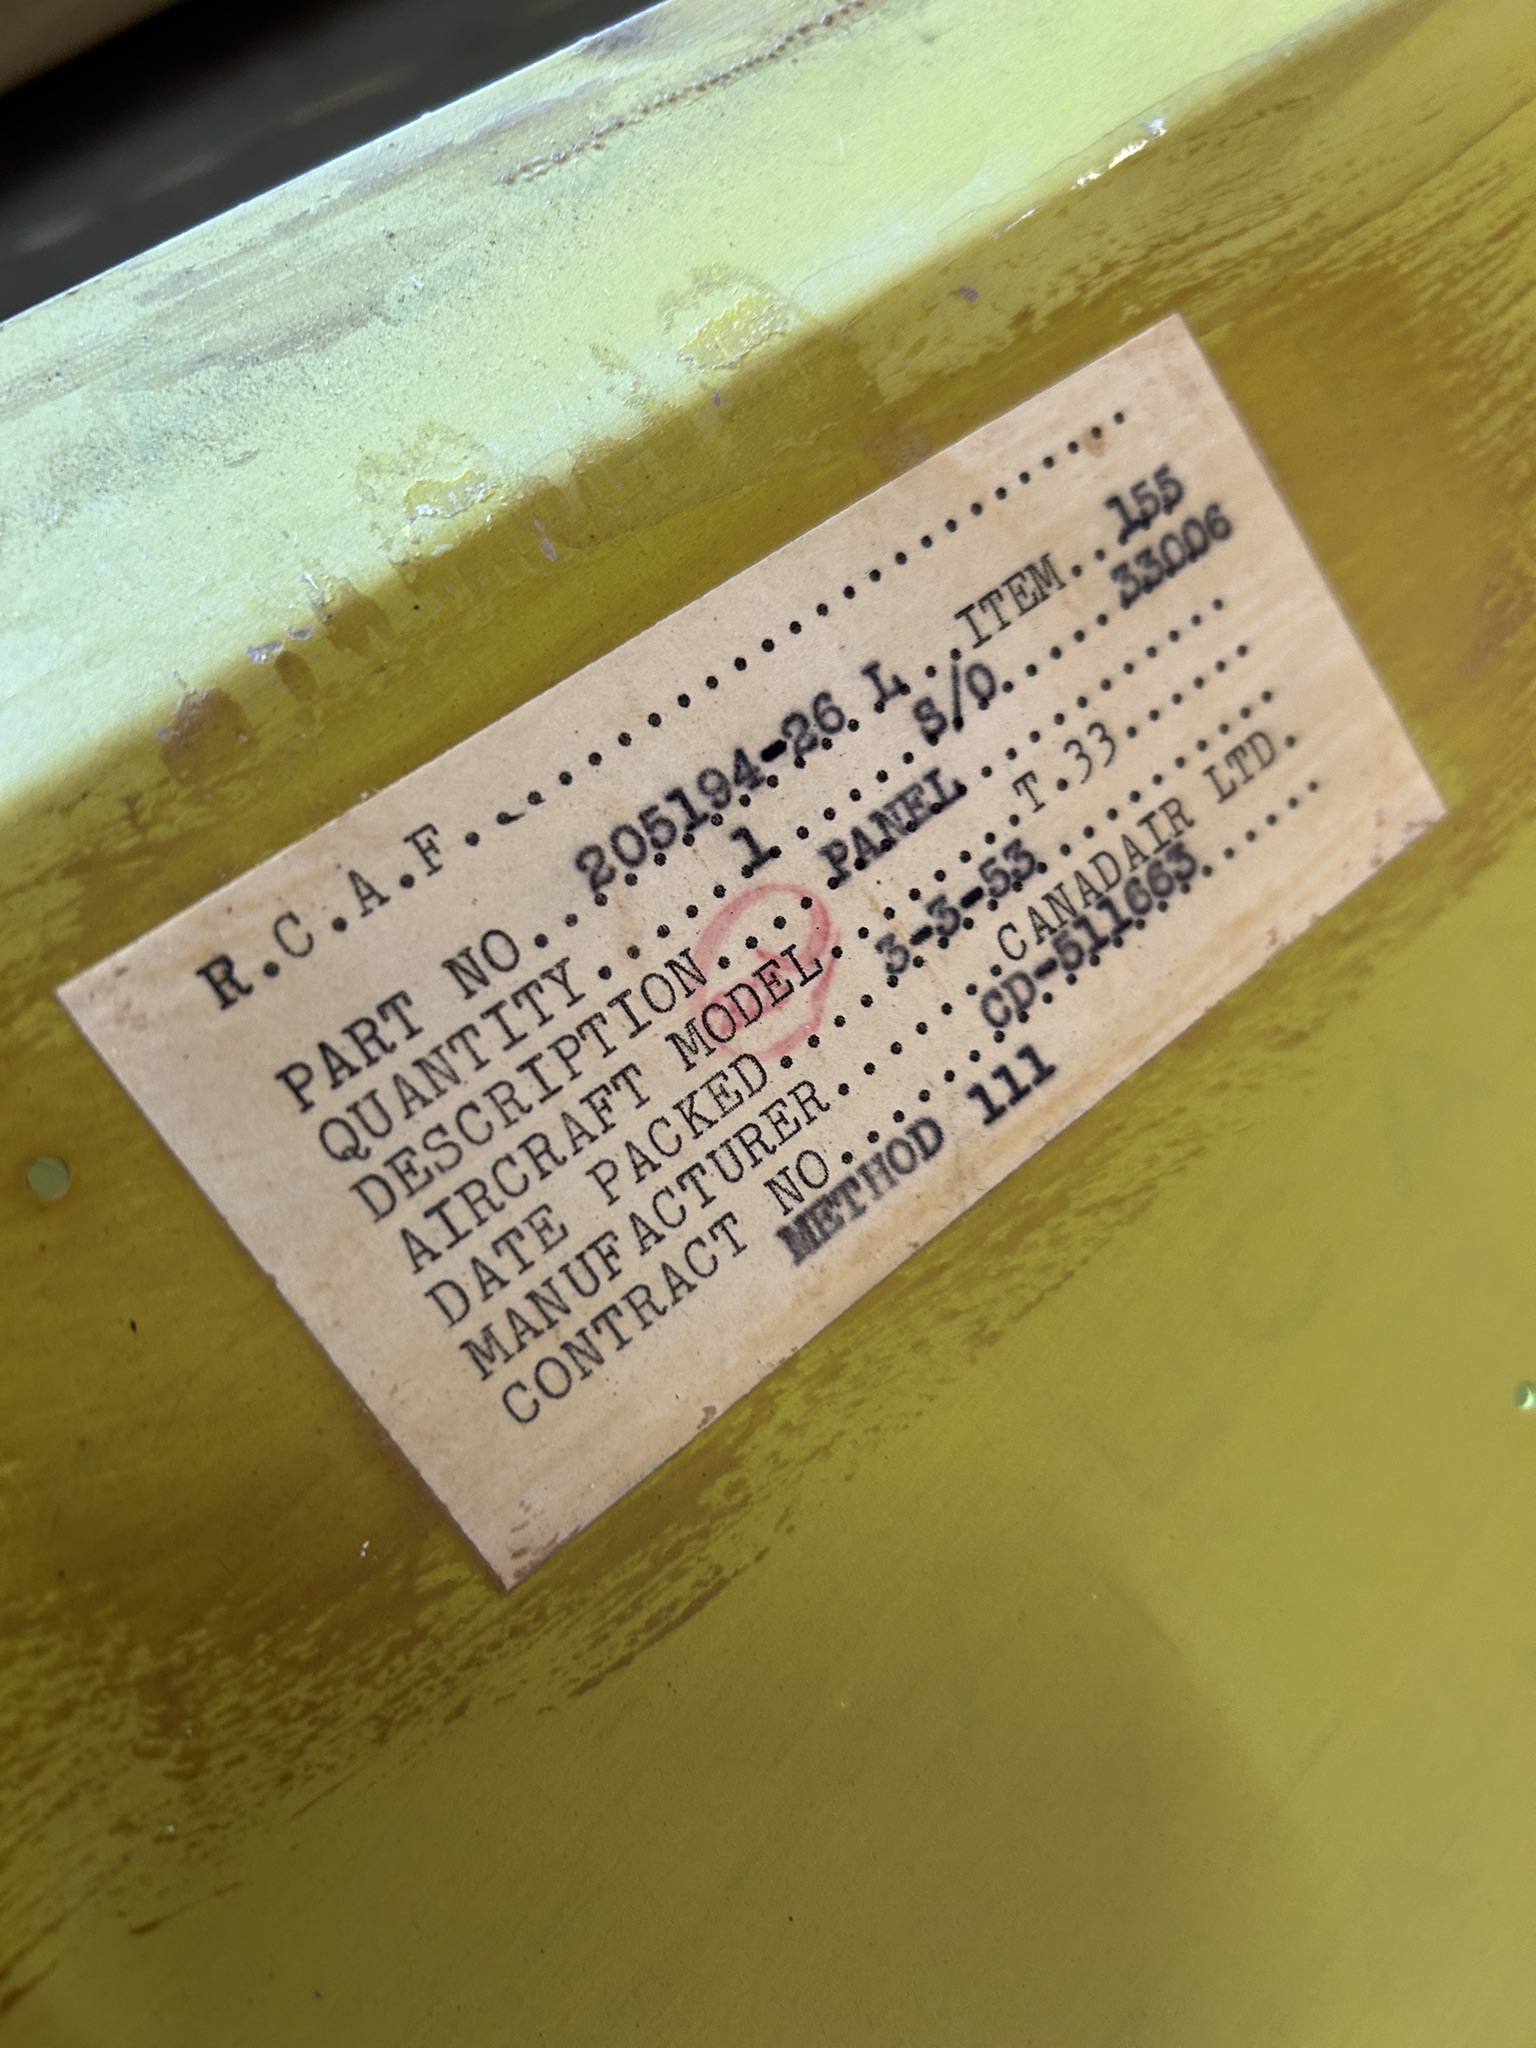 R.C.A.F.........................
PART NO..205194-26 L..ITEM..155
QUANTITY......1......S/O.....33006
DESCRIPTION....PANEL...........
AIRCRAFT MODEL........T.33......
DATE PACKED....3-3-53..........
MANUFACTURER......CANADAIR LTD.
CONTRACT NO......CD-511663......
METHOD 111